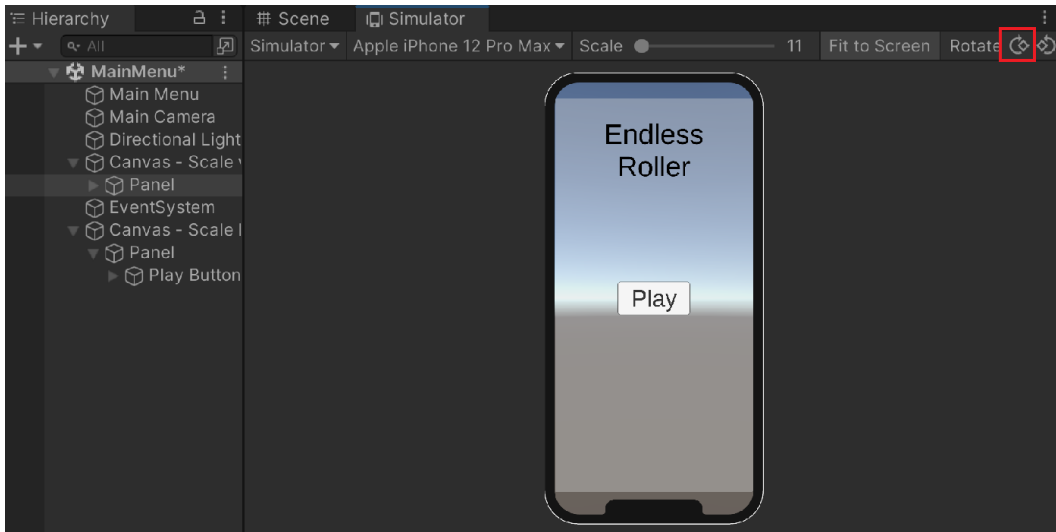 Hierarchy
Scene
Simulator
All
Simulator
Apple iPhone 12 Pro Max
Scale
11
Fit to Screen
Rotate
MainMenu*
Main Menu
Main Camera
Directional Light
Canvas - Scale
Panel
EventSystem
Canvas - Scale
Panel
Play Button
Endless
Roller
Play